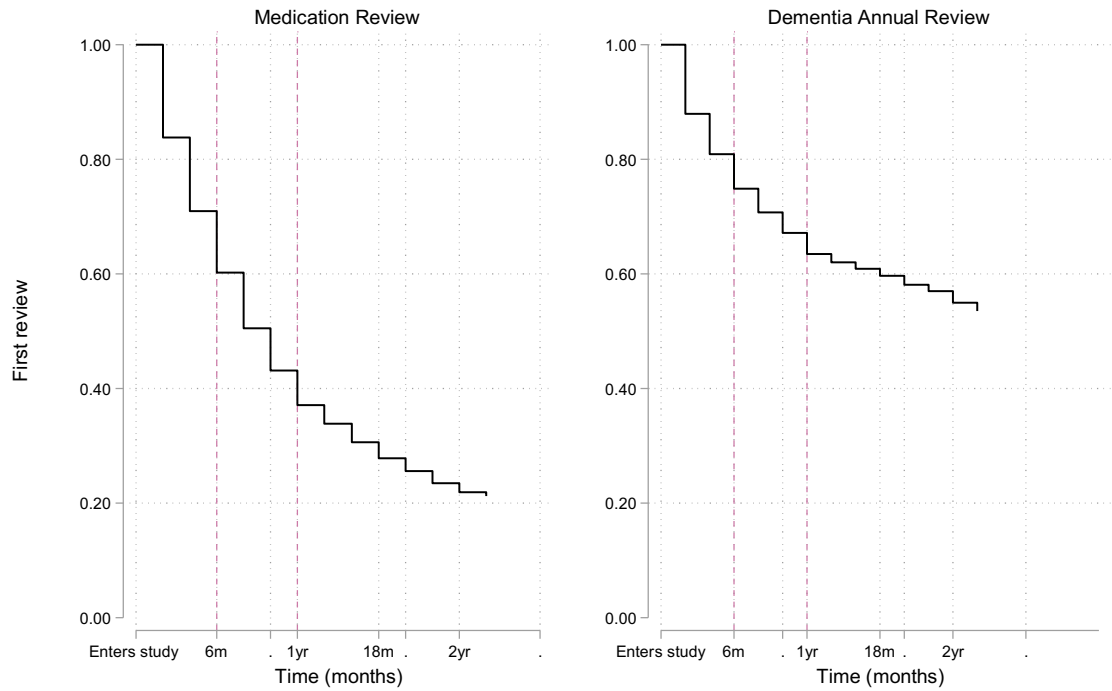 Medication Review
Dementia Annual Review
First review
1.00
0.80
0.60
0.40
0.20
0.00
Enters study 6m . 1yr 18m . 2yr .
Time (months)
1.00
0.80
0.60
0.40
0.20
0.00
Enters study 6m . 1yr 18m . 2yr .
Time (months)